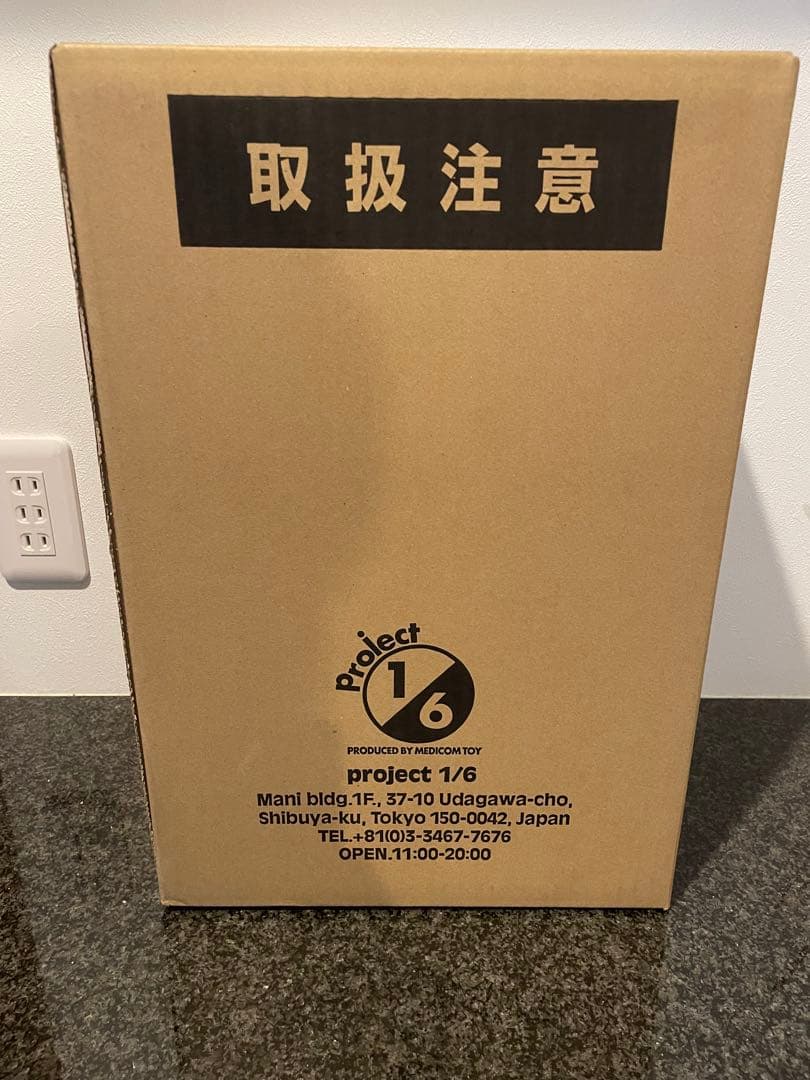 取扱注意
project
1/6
PRODUCED BY MEDICOM TOY
project 1/6
Mani bldg.1F., 37-10 Udagawa-cho,
Shibuya-ku, Tokyo 150-0042, Japan
TEL.+81(0)3-3467-7676
OPEN.11:00-20:00